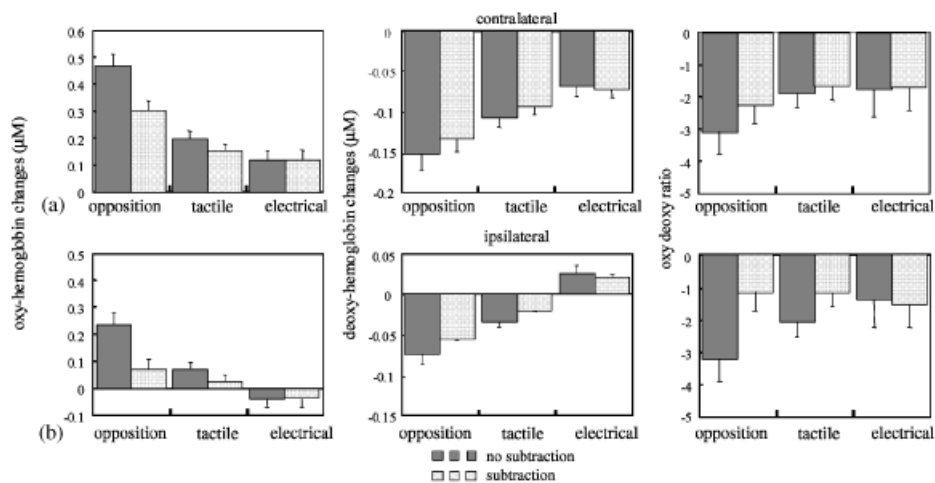 contralateral
oxy-hemoglobin changes (µM)
0.6
0.5
0.4
0.3
0.2
0.1
0
(a)
opposition tactile electrical
deoxy-hemoglobin changes (µM)
0
-0.05
-0.1
-0.15
-0.2
opposition tactile electrical
oxy deoxy ratio
0
-1
-2
-3
-4
-5
opposition tactile electrical
ipsilateral
0.5
0.4
0.3
0.2
0.1
0
-0.1
(b)
opposition tactile electrical
0.05
0
-0.05
-0.1
-0.15
opposition tactile electrical
0
-1
-2
-3
-4
-5
opposition tactile electrical
no subtraction
subtraction